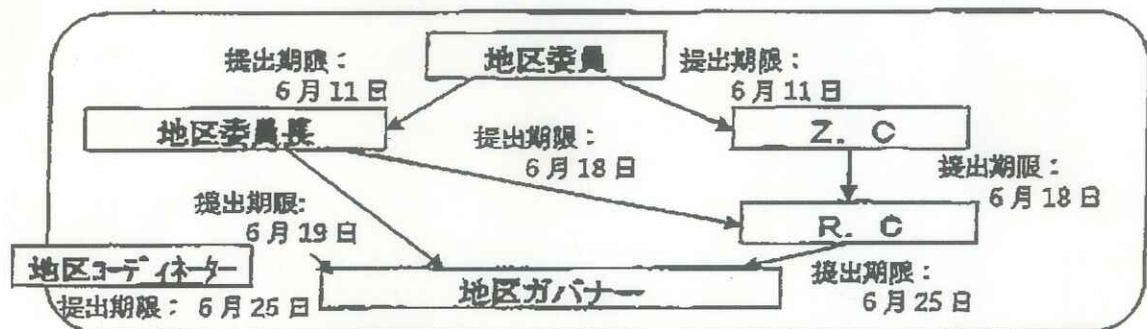 地区委員
提出期限：
6月11日
提出期限：
6月11日
地区委員長
Z. C
提出期限：
6月18日
提出期限：
6月18日
R. C
提出期限:
6月19日
地区コーディネーター
地区ガバナー
提出期限：6月25日
提出期限：
6月25日